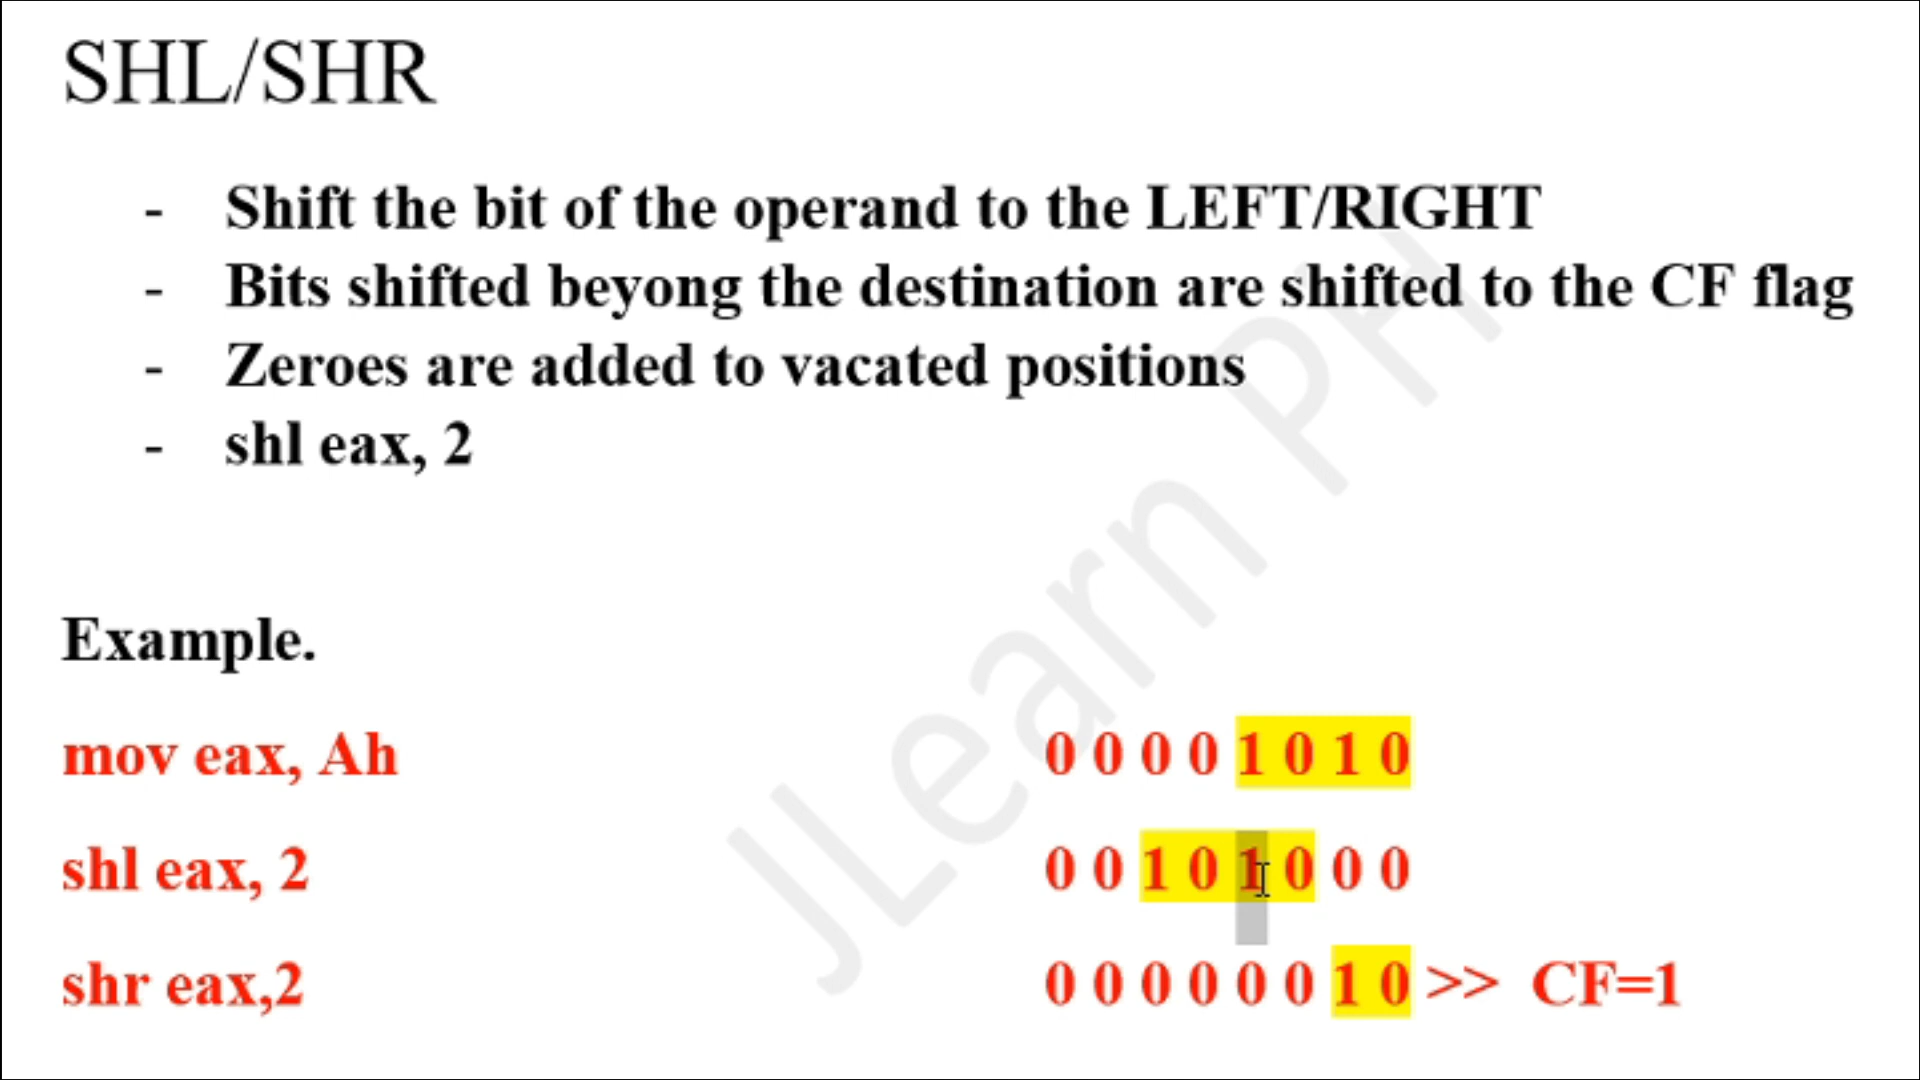 SHL/SHR
- Shift the bit of the operand to the LEFT/RIGHT
- Bits shifted beyong the destination are shifted to the CF flag
- Zeroes are added to vacated positions
- shl eax, 2
Example.
mov eax, Ah 0 0 0 0 1 0 1 0
shl eax, 2 0 0 1 0 1 0 0 0
shr eax,2 0 0 0 0 0 0 1 0 >> CF=1
JLearn PH